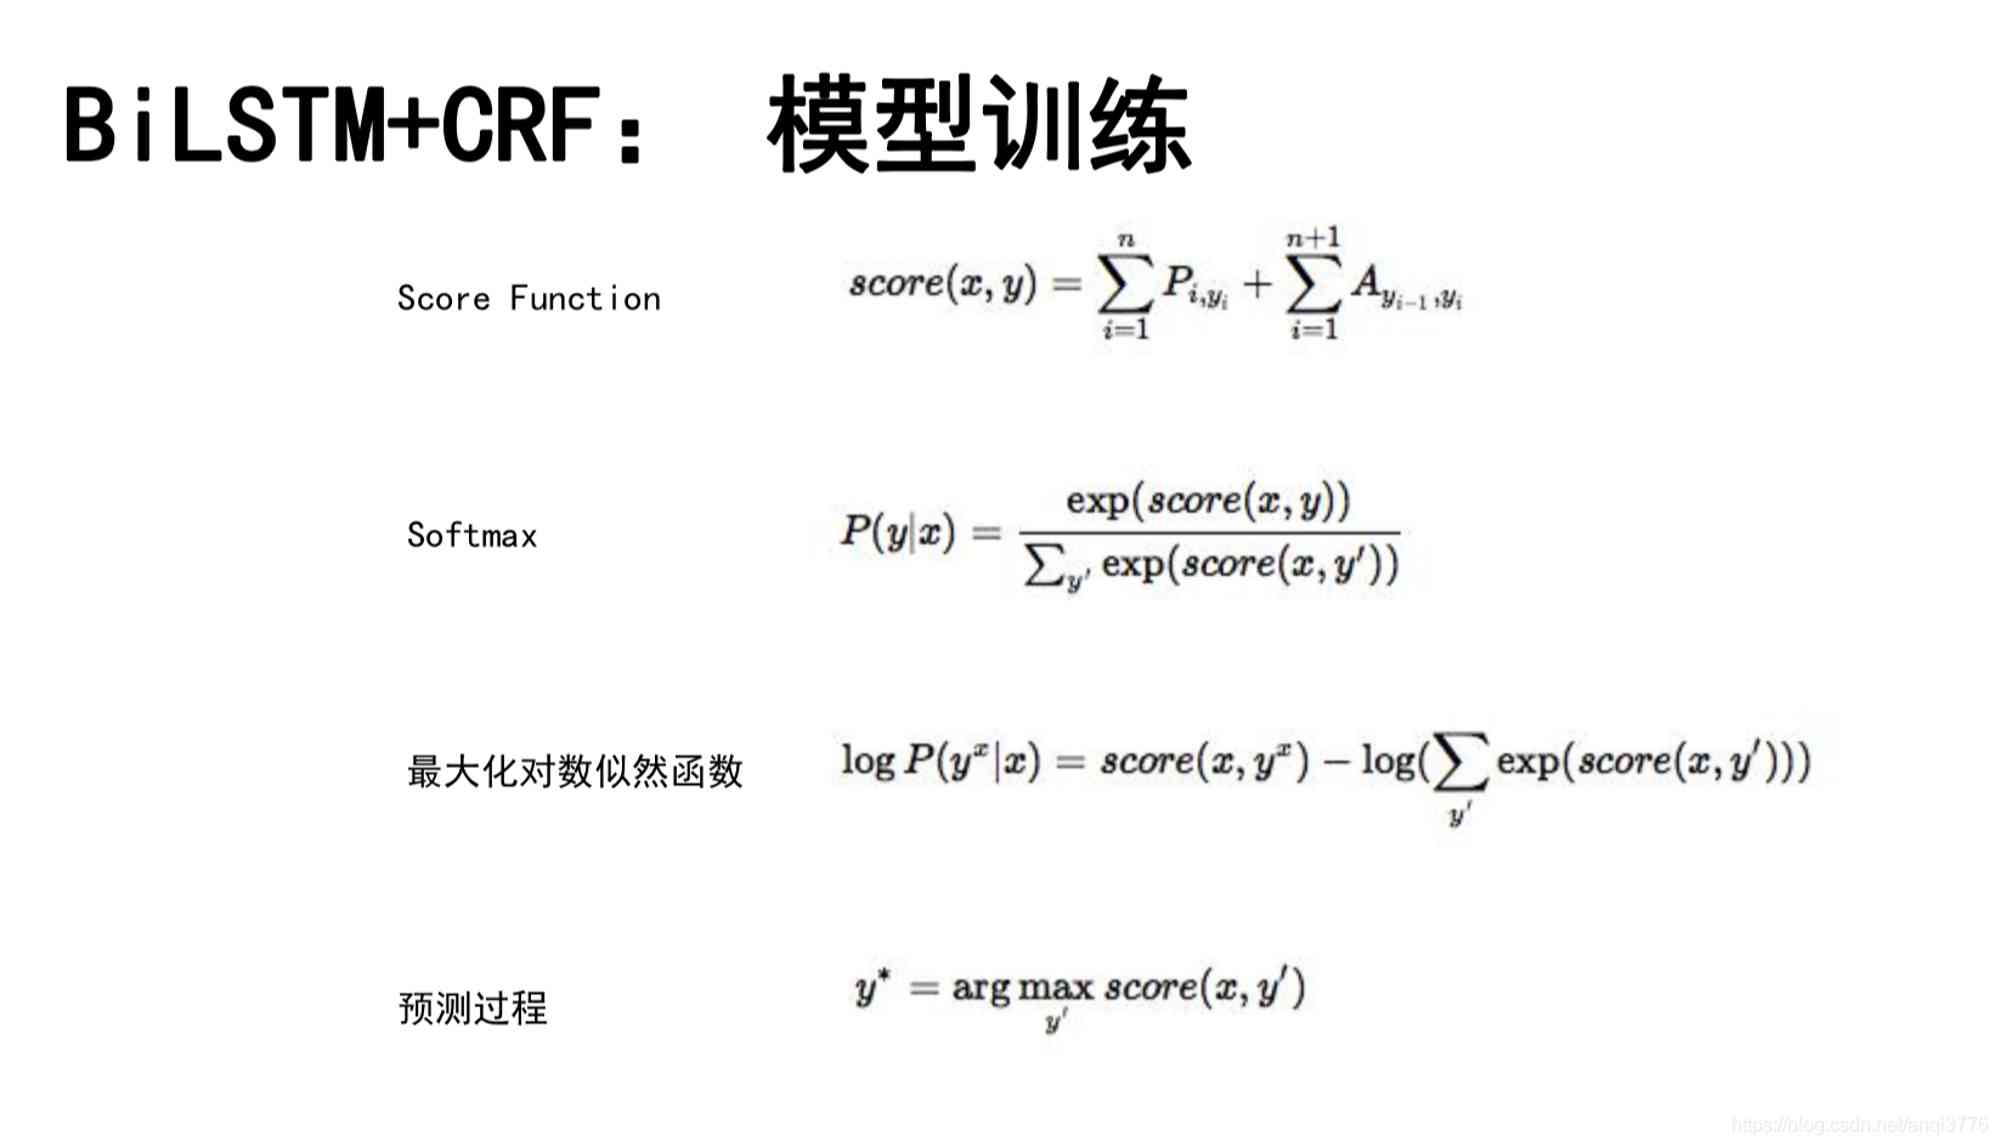 BiLSTM+CRF： 模型训练
Score Function score(x, y) = \sum_{i=1}^{n} P_{i,y_i} + \sum_{i=1}^{n+1} A_{y_{i-1},y_i}
Softmax P(y|x) = \frac{\exp(score(x, y))}{\sum_{y'} \exp(score(x, y'))}
最大化对数似然函数 \log P(y^x|x) = score(x, y^x) - \log(\sum_{y'} \exp(score(x, y')))
预测过程 y^* = \arg\max_{y'} score(x, y')
https://blog.csdn.net/anqi3776